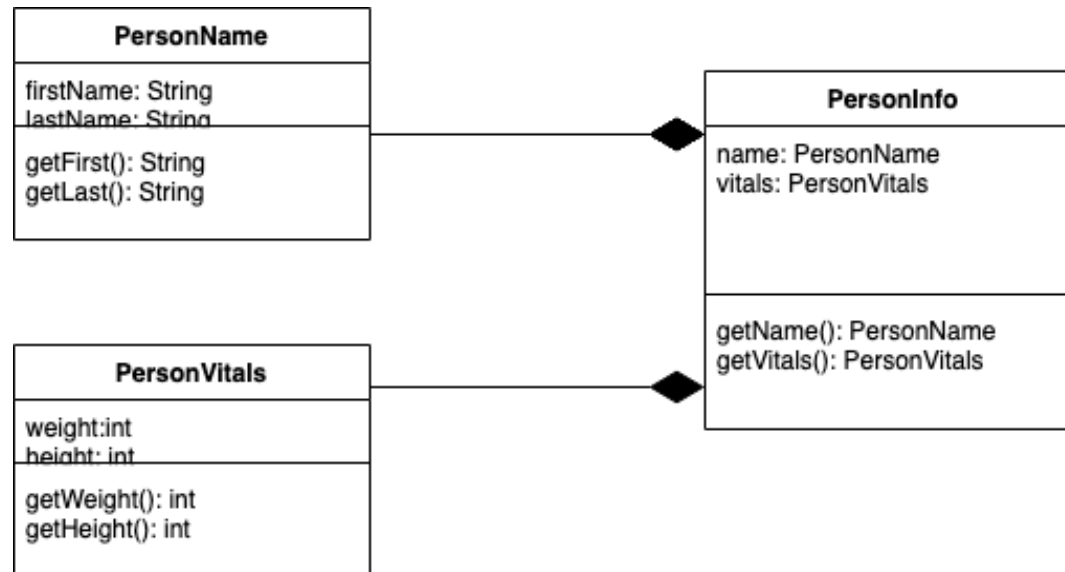 PersonName
firstName: String
lastName: String
getFirst(): String
getLast(): String
PersonInfo
name: PersonName
vitals: PersonVitals
getName(): PersonName
getVitals(): PersonVitals
PersonVitals
weight:int
height: int
getWeight(): int
getHeight(): int